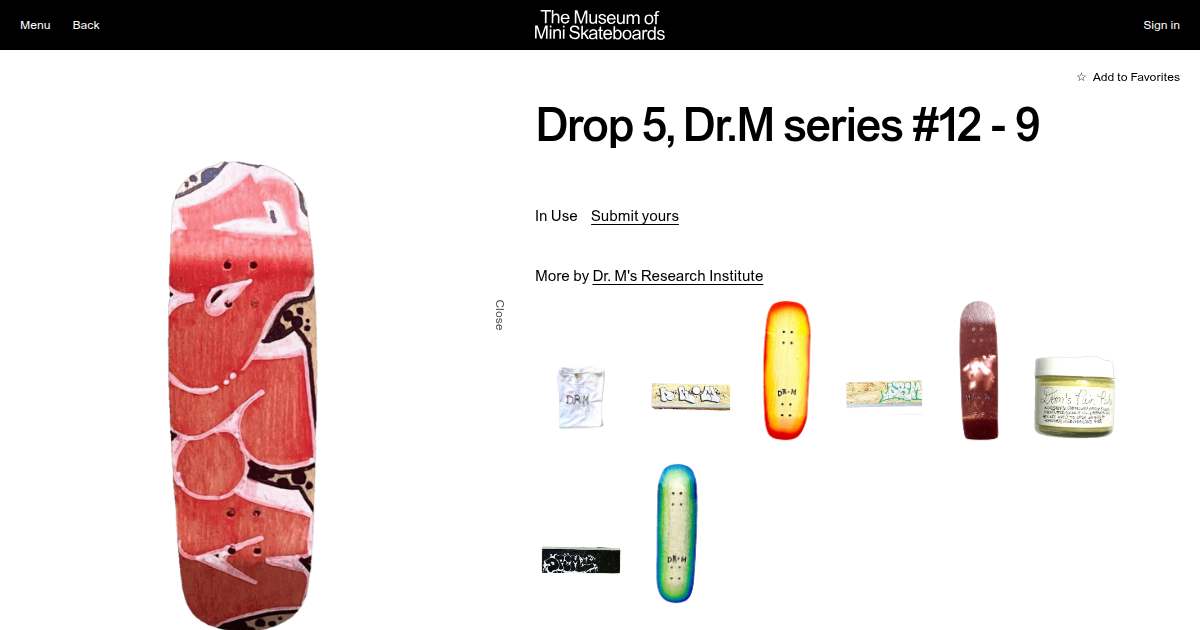 Menu
Back
The Museum of
Mini Skateboards
Sign in
☆ Add to Favorites
Drop 5, Dr.M series #12 - 9
In Use
Submit yours
More by Dr. M's Research Institute
Close
DR.M
DR·M
DR·M